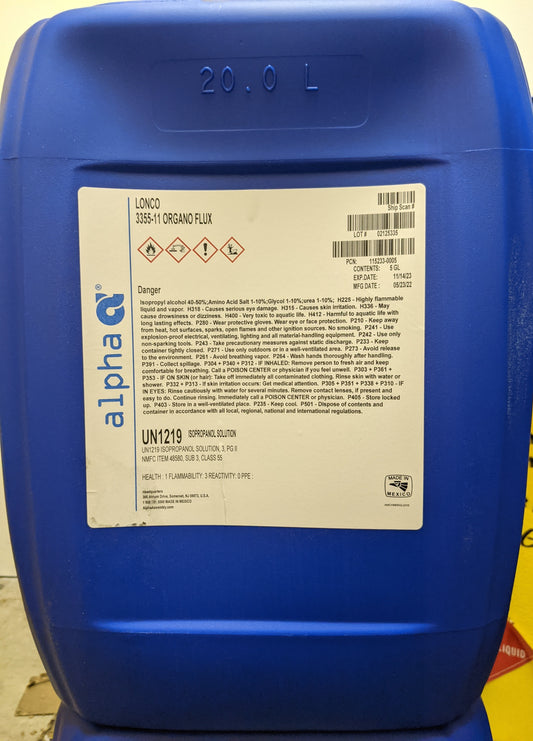 20.0 L
LONCO
3355-11 ORGANO FLUX
Ship Scan #
LOT # 02125335
PCN: 115233-0005
CONTENTS: 5 GL
EXP.DATE: 11/14/23
MFG DATE : 05/23/22
alpha
Danger
Isopropyl alcohol 40-50%;Amino Acid Salt 1-10%;Glycol 1-10%;urea 1-10%; H225 - Highly flammable
liquid and vapor. H318 - Causes serious eye damage. H315 - Causes skin irritation. H336 - May
cause drowsiness or dizziness. H400 - Very toxic to aquatic life. H412 - Harmful to aquatic life with
long lasting effects. P280 - Wear protective gloves. Wear eye or face protection. P210 - Keep away
from heat, hot surfaces, sparks, open flames and other ignition sources. No smoking. P241 - Use
explosion-proof electrical, ventilating, lighting and all material-handling equipment. P242 - Use only
non-sparking tools. P243 - Take precautionary measures against static discharge. P233 - Keep
container tightly closed. P271 - Use only outdoors or in a well-ventilated area. P273 - Avoid release
to the environment. P261 - Avoid breathing vapor. P264 - Wash hands thoroughly after handling.
P391 - Collect spillage. P304 + P340 + P312 - IF INHALED: Remove person to fresh air and keep
comfortable for breathing. Call a POISON CENTER or physician if you feel unwell. P303 + P361 +
P353 - IF ON SKIN (or hair): Take off immediately all contaminated clothing. Rinse skin with water or
shower. P332 + P313 - If skin irritation occurs: Get medical attention. P305 + P351 + P338 + P310 - IF
IN EYES: Rinse cautiously with water for several minutes. Remove contact lenses, if present and
easy to do. Continue rinsing. Immediately call a POISON CENTER or physician. P405 - Store locked
up. P403 - Store in a well-ventilated place. P235 - Keep cool. P501 - Dispose of contents and
container in accordance with all local, regional, national and international regulations.
UN1219 ISOPROPANOL SOLUTION
UN1219 ISOPROPANOL SOLUTION, 3, PG II
NMFC ITEM 48580, SUB 3, CLASS 55
HEALTH : 1 FLAMMABILITY: 3 REACTIVITY: 0 PPE :
MADE IN
MEXICO
Headquarters
300 Atrium Drive, Somerset, NJ 08873, U.S.A.
MADE IN MEXICO
AlphaAssembly.com
LIQUID